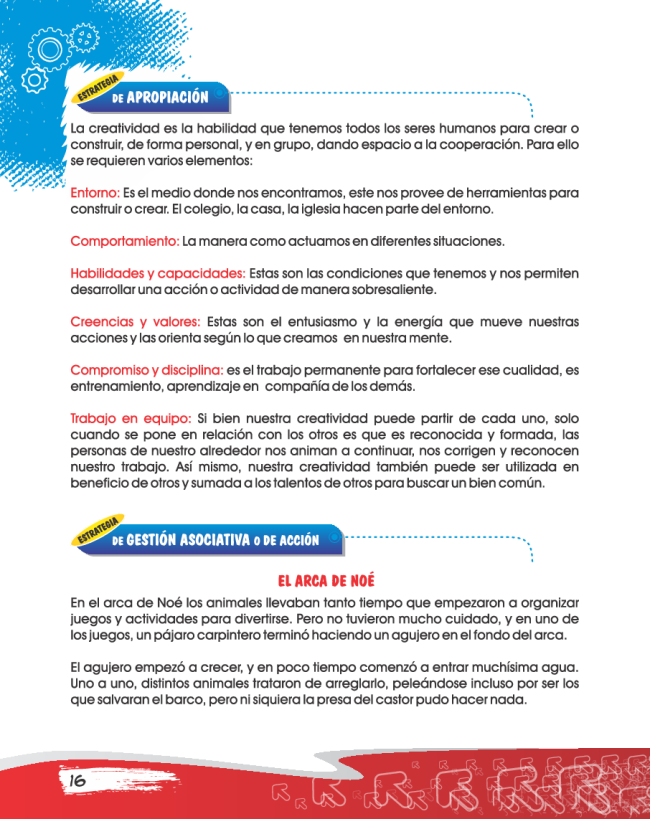 ESTRATEGIA
DE APROPIACIÓN
La creatividad es la habilidad que tenemos todos los seres humanos para crear o
construir, de forma personal, y en grupo, dando espacio a la cooperación. Para ello
se requieren varios elementos:
Entorno: Es el medio donde nos encontramos, este nos provee de herramientas para
construir o crear. El colegio, la casa, la iglesia hacen parte del entorno.
Comportamiento: La manera como actuamos en diferentes situaciones.
Habilidades y capacidades: Estas son las condiciones que tenemos y nos permiten
desarrollar una acción o actividad de manera sobresaliente.
Creencias y valores: Estas son el entusiasmo y la energía que mueve nuestras
acciones y las orienta según lo que creamos en nuestra mente.
Compromiso y disciplina: es el trabajo permanente para fortalecer ese cualidad, es
entrenamiento, aprendizaje en compañía de los demás.
Trabajo en equipo: Si bien nuestra creatividad puede partir de cada uno, solo
cuando se pone en relación con los otros es que es reconocida y formada, las
personas de nuestro alrededor nos animan a continuar, nos corrigen y reconocen
nuestro trabajo. Así mismo, nuestra creatividad también puede ser utilizada en
beneficio de otros y sumada a los talentos de otros para buscar un bien común.
ESTRATEGIA
DE GESTIÓN ASOCIATIVA O DE ACCIÓN
EL ARCA DE NOÉ
En el arca de Noé los animales llevaban tanto tiempo que empezaron a organizar
juegos y actividades para divertirse. Pero no tuvieron mucho cuidado, y en uno de
los juegos, un pájaro carpintero terminó haciendo un agujero en el fondo del arca.
El agujero empezó a crecer, y en poco tiempo comenzó a entrar muchísima agua.
Uno a uno, distintos animales trataron de arreglarlo, peleándose incluso por ser los
que salvaran el barco, pero ni siquiera la presa del castor pudo hacer nada.
16